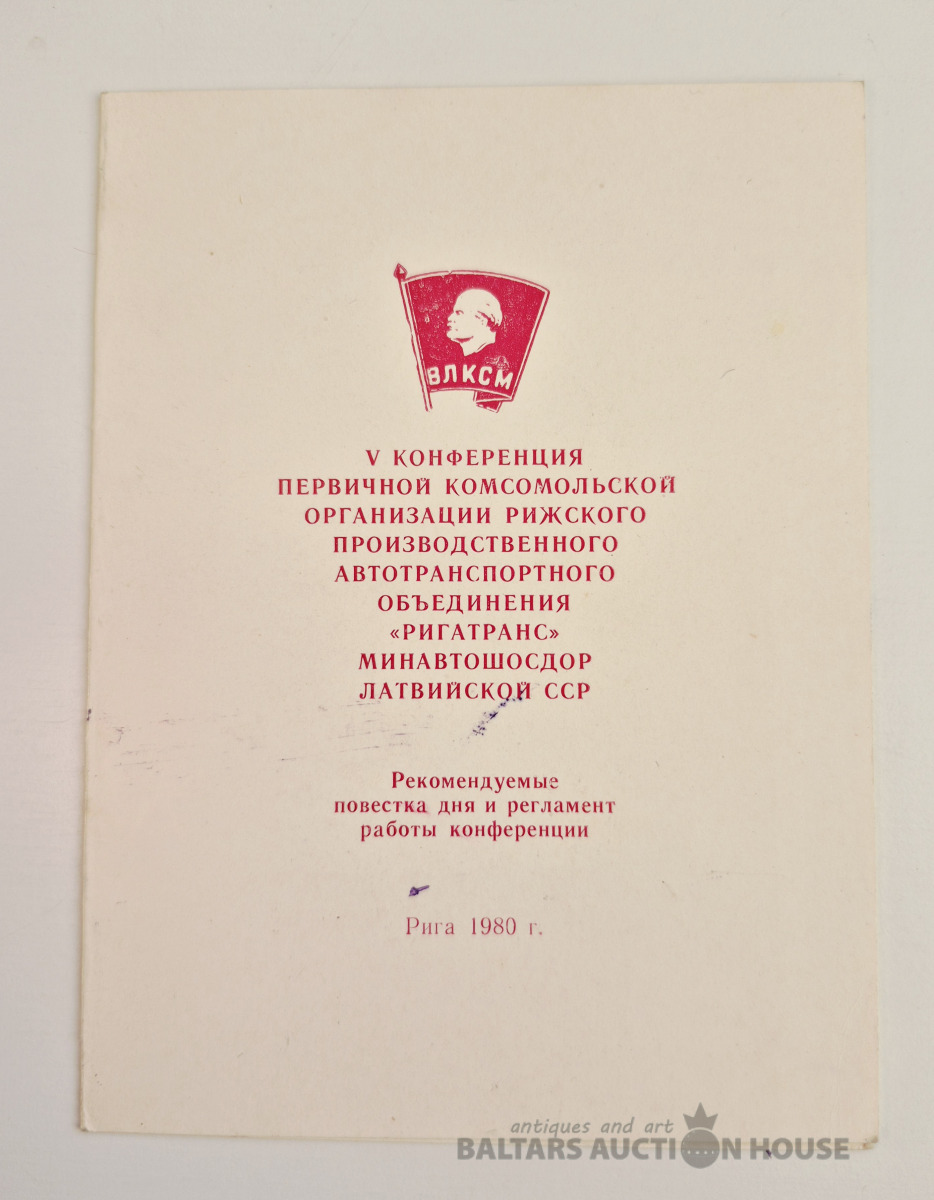 ВЛКСМ
V КОНФЕРЕНЦИЯ
ПЕРВИЧНОЙ КОМСОМОЛЬСКОЙ
ОРГАНИЗАЦИИ РИЖСКОГО
ПРОИЗВОДСТВЕННОГО
АВТОТРАНСПОРТНОГО
ОБЪЕДИНЕНИЯ
«РИГАТРАНС»
МИНАВТОШОСДОР
ЛАТВИЙСКОЙ ССР
Рекомендуемые
повестка дня и регламент
работы конференции
Рига 1980 г.
antiques and art
BALTARS AUCTION HOUSE